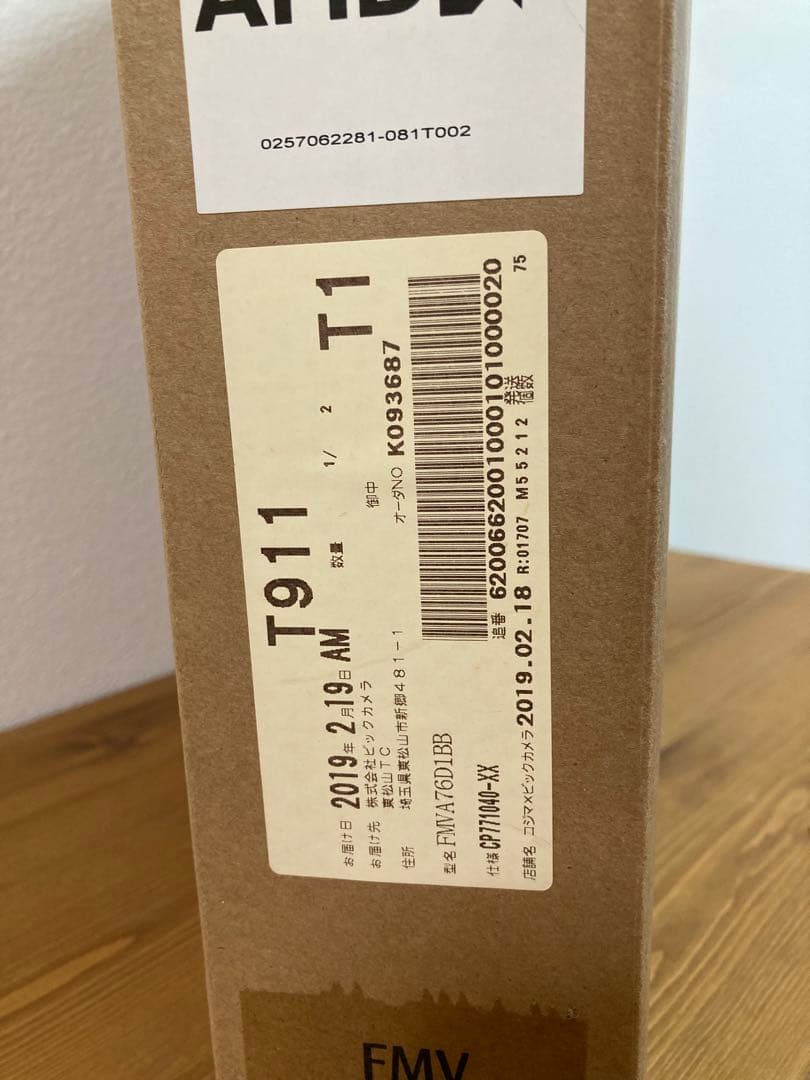 0257062281-081T002
T911 T1
お届け日 2019年 2月19日 AM 数量 1/ 2
お届け先 株式会社ビックカメラ 御中
東松山TC
住所 埼玉県東松山市新郷481-1 オーダNO K093687
型名 FMVA76D1BB
仕様 CP771040-XX 追番 6200662001000101000020
店舗名 コジマ×ビックカメラ 2019.02.18 R:01707 M55212 発送個数 75
FMV